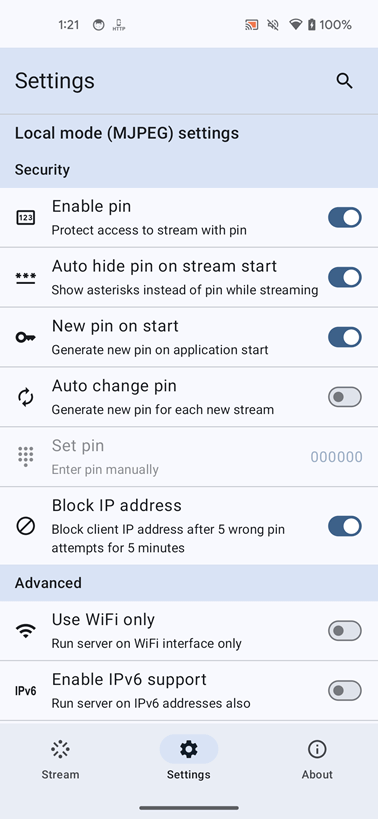 1:21
HTTP
100%
Settings
Local mode (MJPEG) settings
Security
123
Enable pin
Protect access to stream with pin
***
Auto hide pin on stream start
Show asterisks instead of pin while streaming
New pin on start
Generate new pin on application start
Auto change pin
Generate new pin for each new stream
Set pin
Enter pin manually
000000
Block IP address
Block client IP address after 5 wrong pin
attempts for 5 minutes
Advanced
Use WiFi only
Run server on WiFi interface only
IPv6
Enable IPv6 support
Run server on IPv6 addresses also
Stream
Settings
About